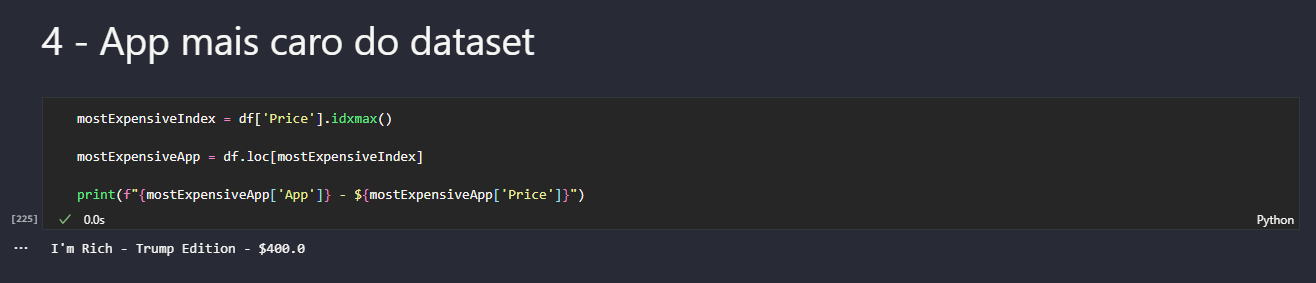 4 - App mais caro do dataset
mostExpensiveIndex = df['Price'].idxmax()
mostExpensiveApp = df.loc[mostExpensiveIndex]
print(f"{mostExpensiveApp['App']} - ${mostExpensiveApp['Price']}")
[225] ✓ 0.0s Python
··· I'm Rich - Trump Edition - $400.0